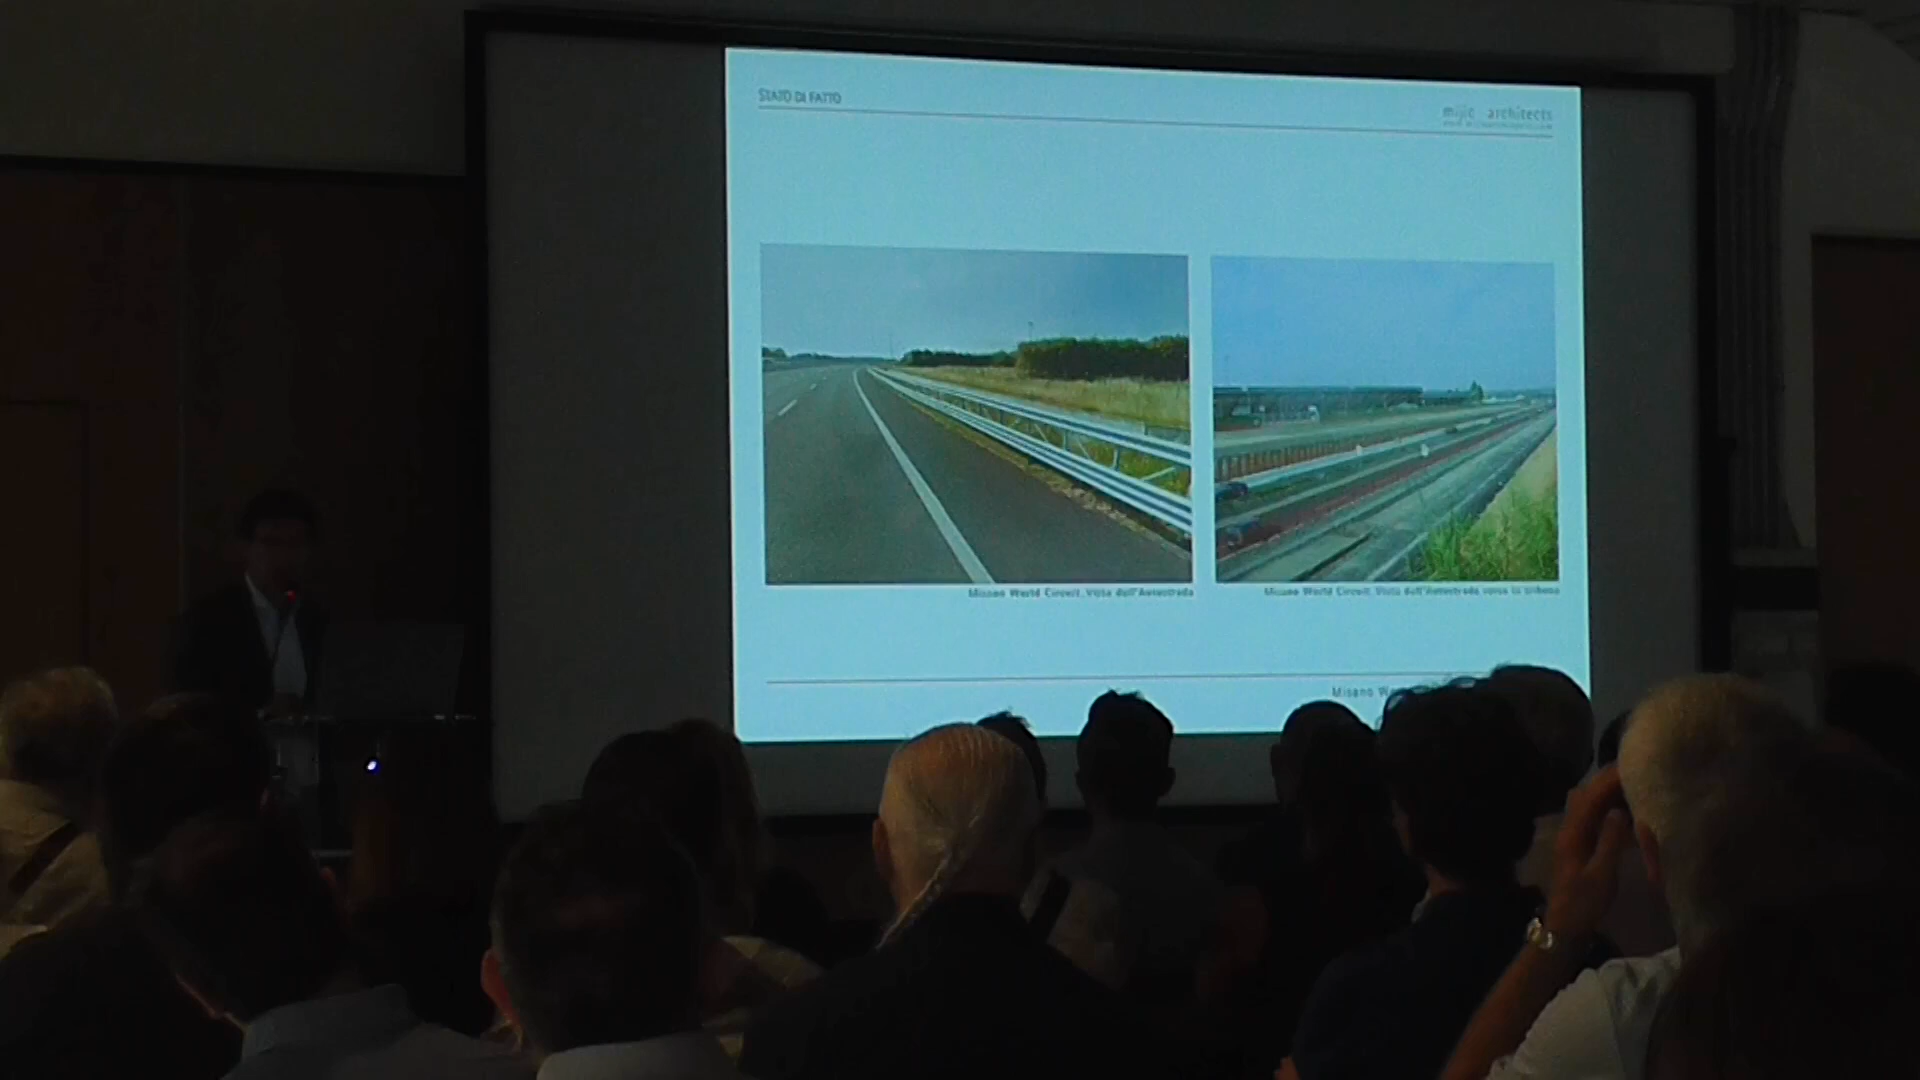 STATO DI FATTO
mijic architects
Misano World Circuit. Vista dall'Autostrada
Misano World Circuit. Vista dall'Autostrada verso la tribuna
Misano